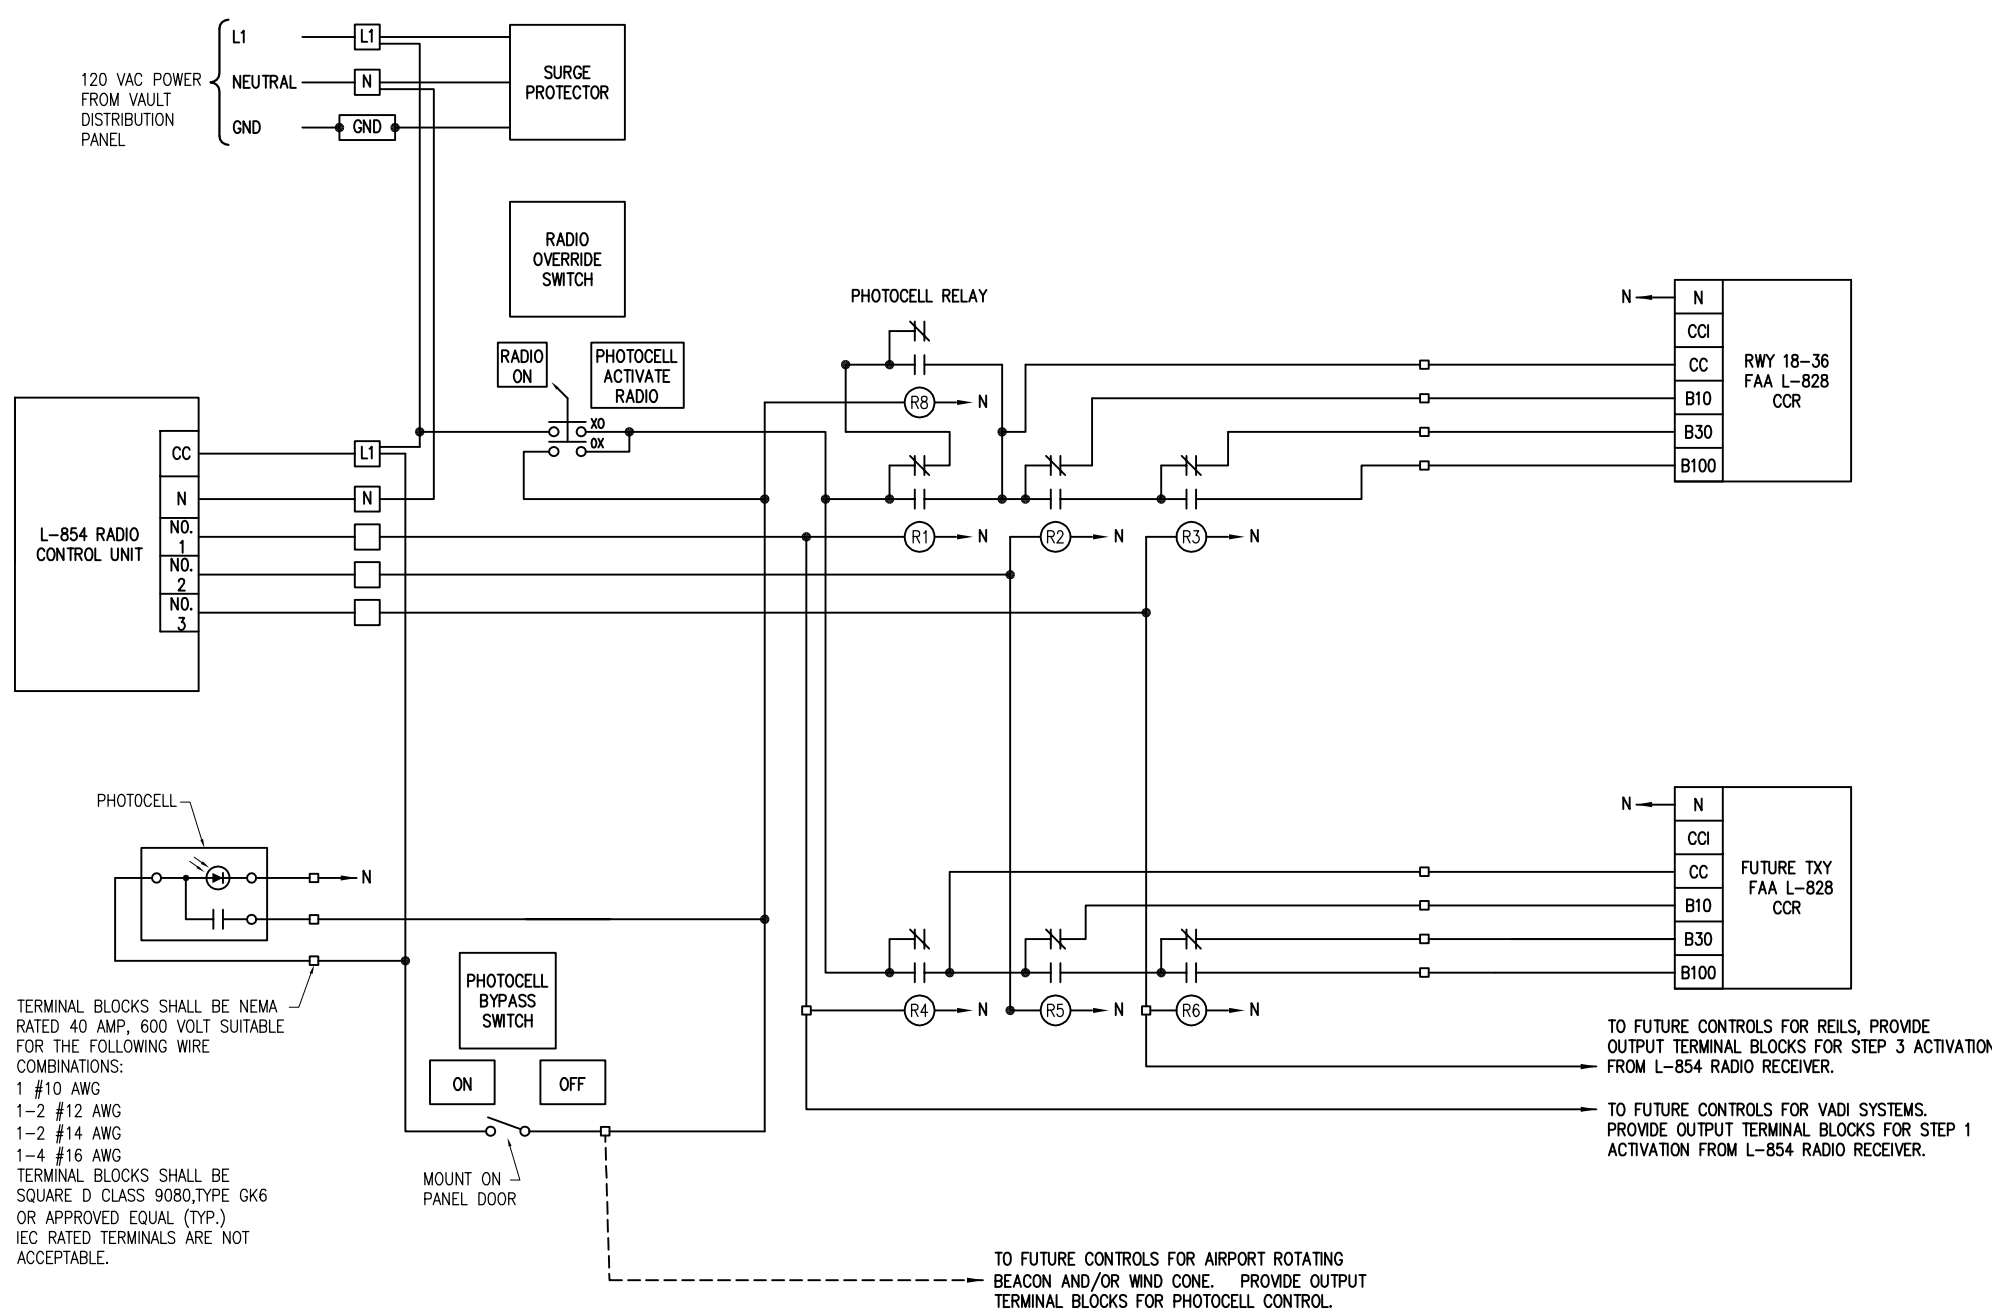 L1
L1
NEUTRAL
N
GND
GND
120 VAC POWER
FROM VAULT
DISTRIBUTION
PANEL
SURGE
PROTECTOR
RADIO
OVERRIDE
SWITCH
RADIO
ON
PHOTOCELL
ACTIVATE
RADIO
XO
OX
PHOTOCELL RELAY
R8
N
L-854 RADIO
CONTROL UNIT
CC
N
NO.
1
NO.
2
NO.
3
L1
N
R1
N
R2
N
R3
N
N
N
CCI
CC
B10
B30
B100
RWY 18-36
FAA L-828
CCR
PHOTOCELL
N
TERMINAL BLOCKS SHALL BE NEMA
RATED 40 AMP, 600 VOLT SUITABLE
FOR THE FOLLOWING WIRE
COMBINATIONS:
1 #10 AWG
1-2 #12 AWG
1-2 #14 AWG
1-4 #16 AWG
TERMINAL BLOCKS SHALL BE
SQUARE D CLASS 9080,TYPE GK6
OR APPROVED EQUAL (TYP.)
IEC RATED TERMINALS ARE NOT
ACCEPTABLE.
PHOTOCELL
BYPASS
SWITCH
ON
OFF
MOUNT ON
PANEL DOOR
R4
N
R5
N
R6
N
N
N
CCI
CC
B10
B30
B100
FUTURE TXY
FAA L-828
CCR
TO FUTURE CONTROLS FOR REILS, PROVIDE
OUTPUT TERMINAL BLOCKS FOR STEP 3 ACTIVATION
FROM L-854 RADIO RECEIVER.
TO FUTURE CONTROLS FOR VADI SYSTEMS.
PROVIDE OUTPUT TERMINAL BLOCKS FOR STEP 1
ACTIVATION FROM L-854 RADIO RECEIVER.
TO FUTURE CONTROLS FOR AIRPORT ROTATING
BEACON AND/OR WIND CONE. PROVIDE OUTPUT
TERMINAL BLOCKS FOR PHOTOCELL CONTROL.